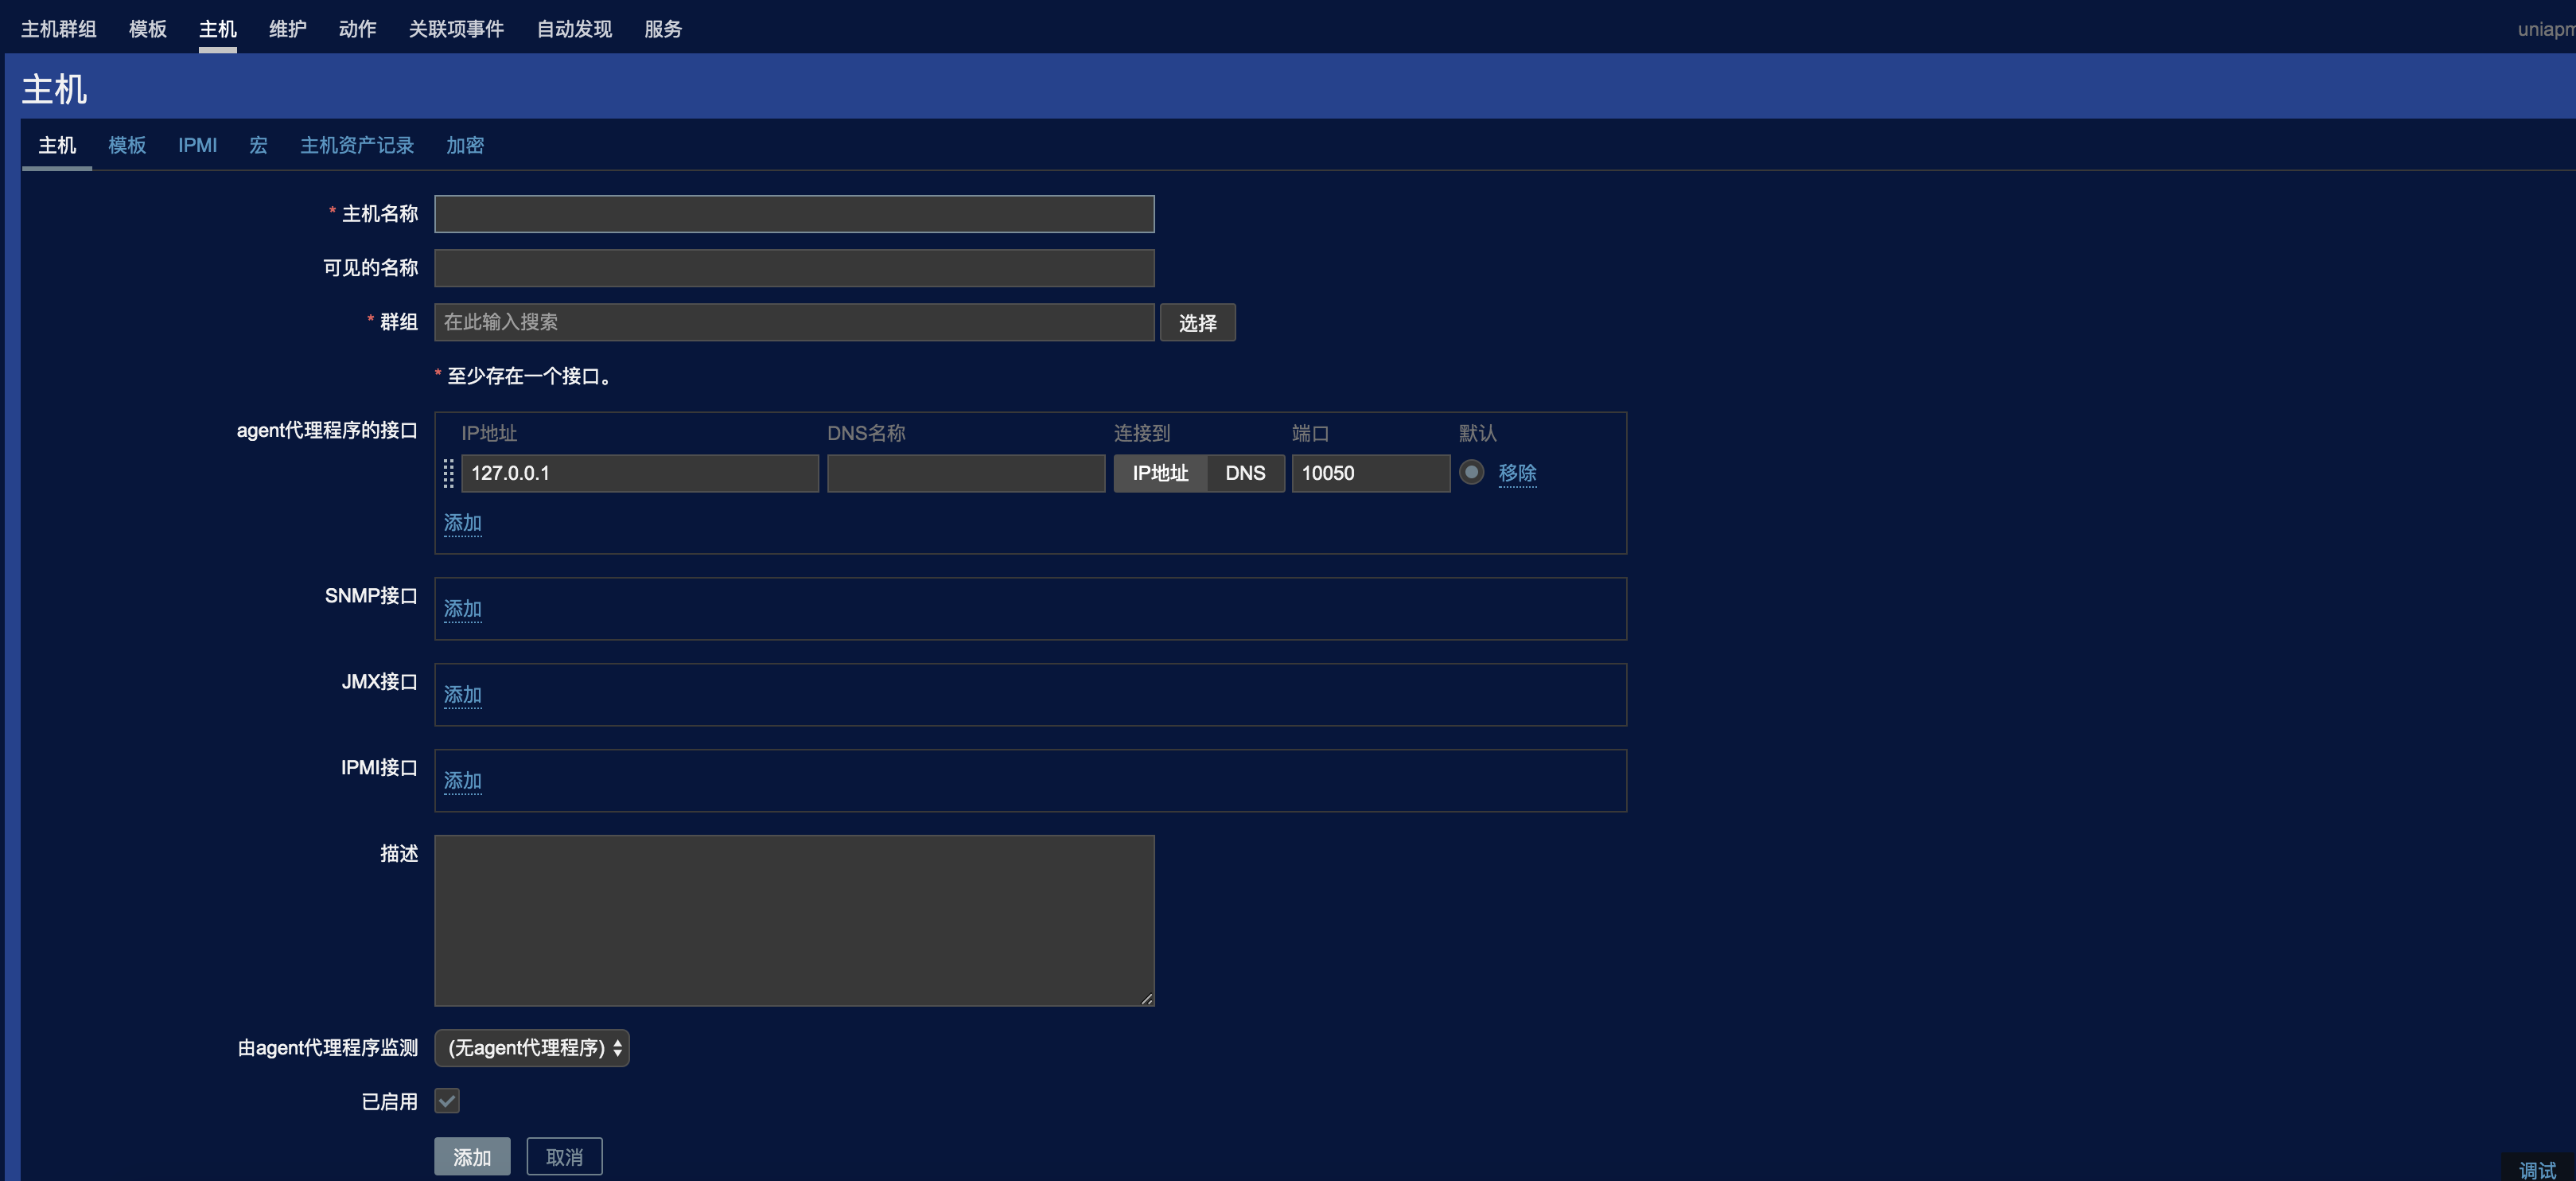 主机群组 模板 主机 维护 动作 关联项事件 自动发现 服务 uniapm
主机
主机 模板 IPMI 宏 主机资产记录 加密
* 主机名称
可见的名称
* 群组 在此输入搜索 选择
* 至少存在一个接口。
agent代理程序的接口 IP地址 DNS名称 连接到 端口 默认
127.0.0.1 IP地址 DNS 10050 移除
添加
SNMP接口 添加
JMX接口 添加
IPMI接口 添加
描述
由agent代理程序监测 (无agent代理程序)
已启用
添加 取消
调试